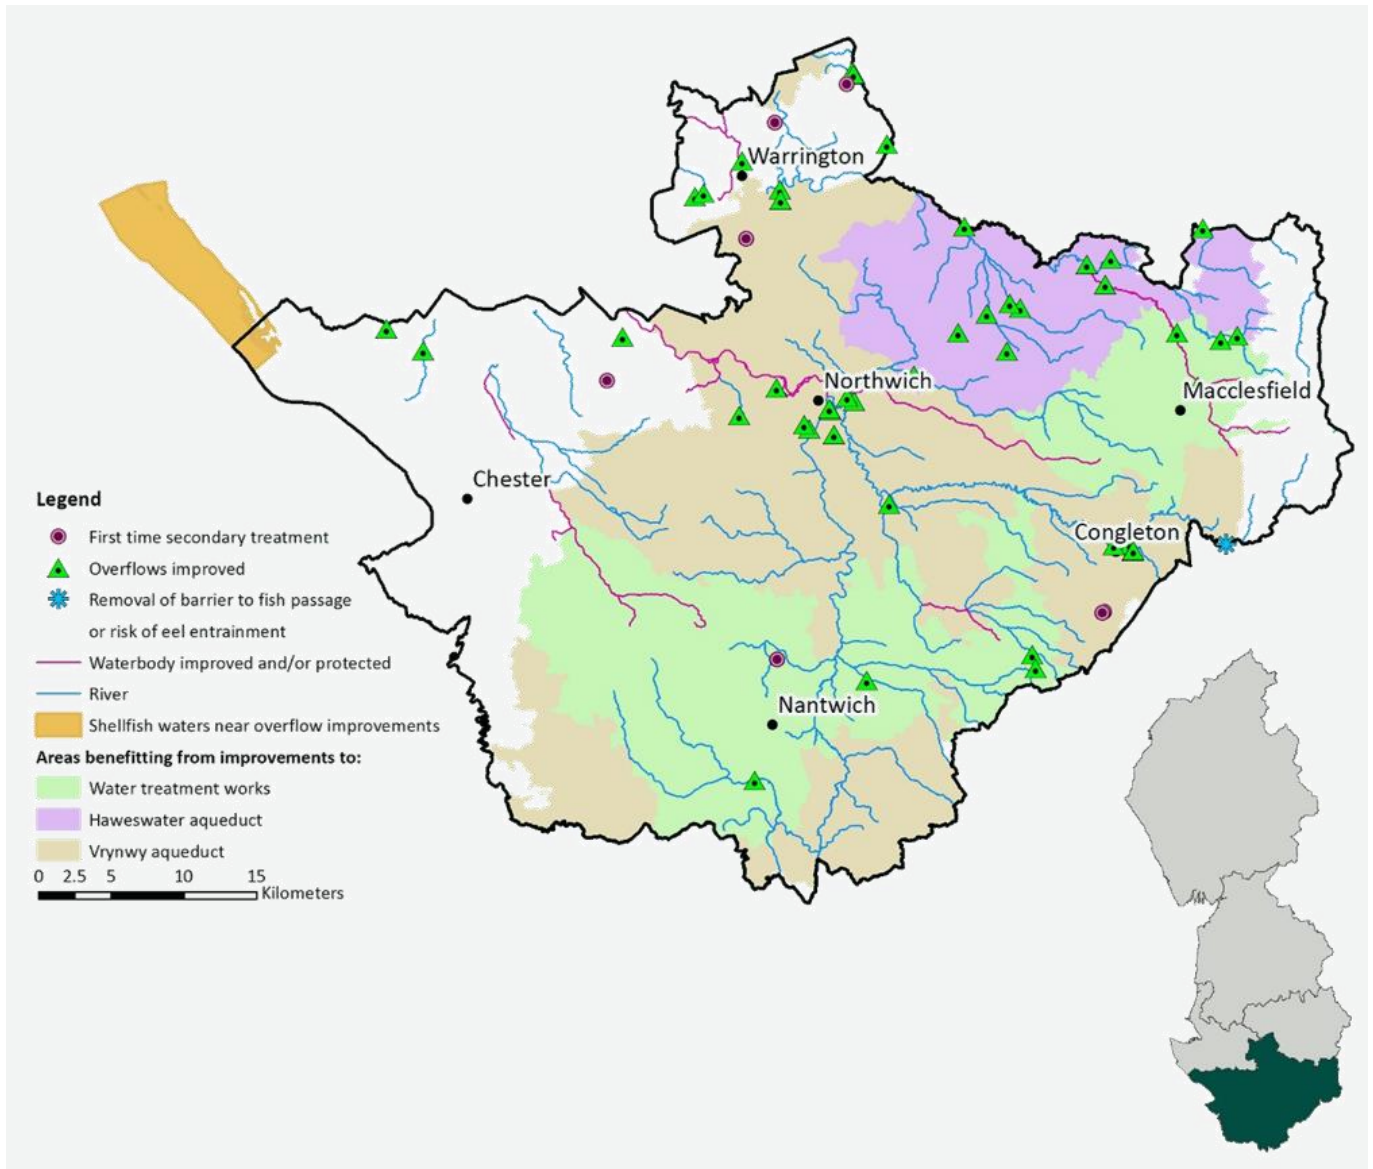 Warrington
Northwich
Macclesfield
Chester
Congleton
Nantwich
Legend
First time secondary treatment
Overflows improved
Removal of barrier to fish passage
or risk of eel entrainment
Waterbody improved and/or protected
River
Shellfish waters near overflow improvements
Areas benefitting from improvements to:
Water treatment works
Haweswater aqueduct
Vrynwy aqueduct
0 2.5 5 10 15
Kilometers